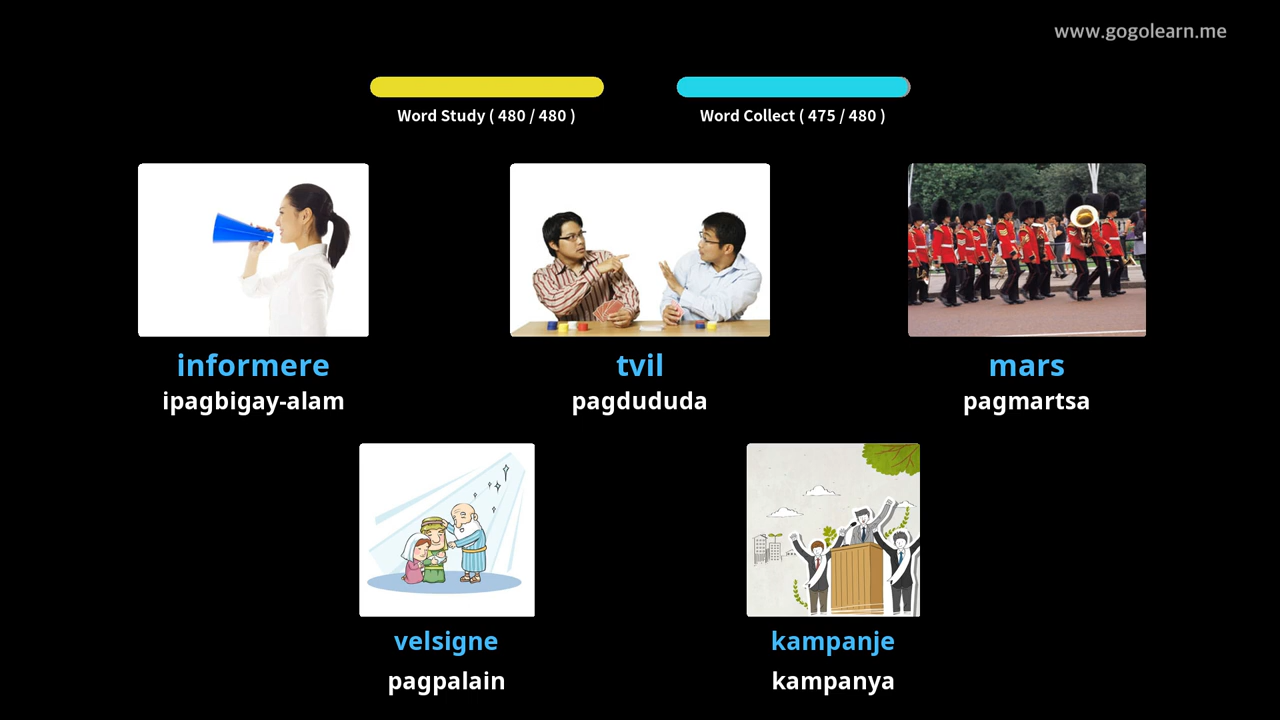 www.gogolearn.me
Word Study ( 480 / 480 )
Word Collect ( 475 / 480 )
informere
tvil
mars
ipagbigay-alam
pagdududa
pagmartsa
velsigne
kampanje
pagpalain
kampanya